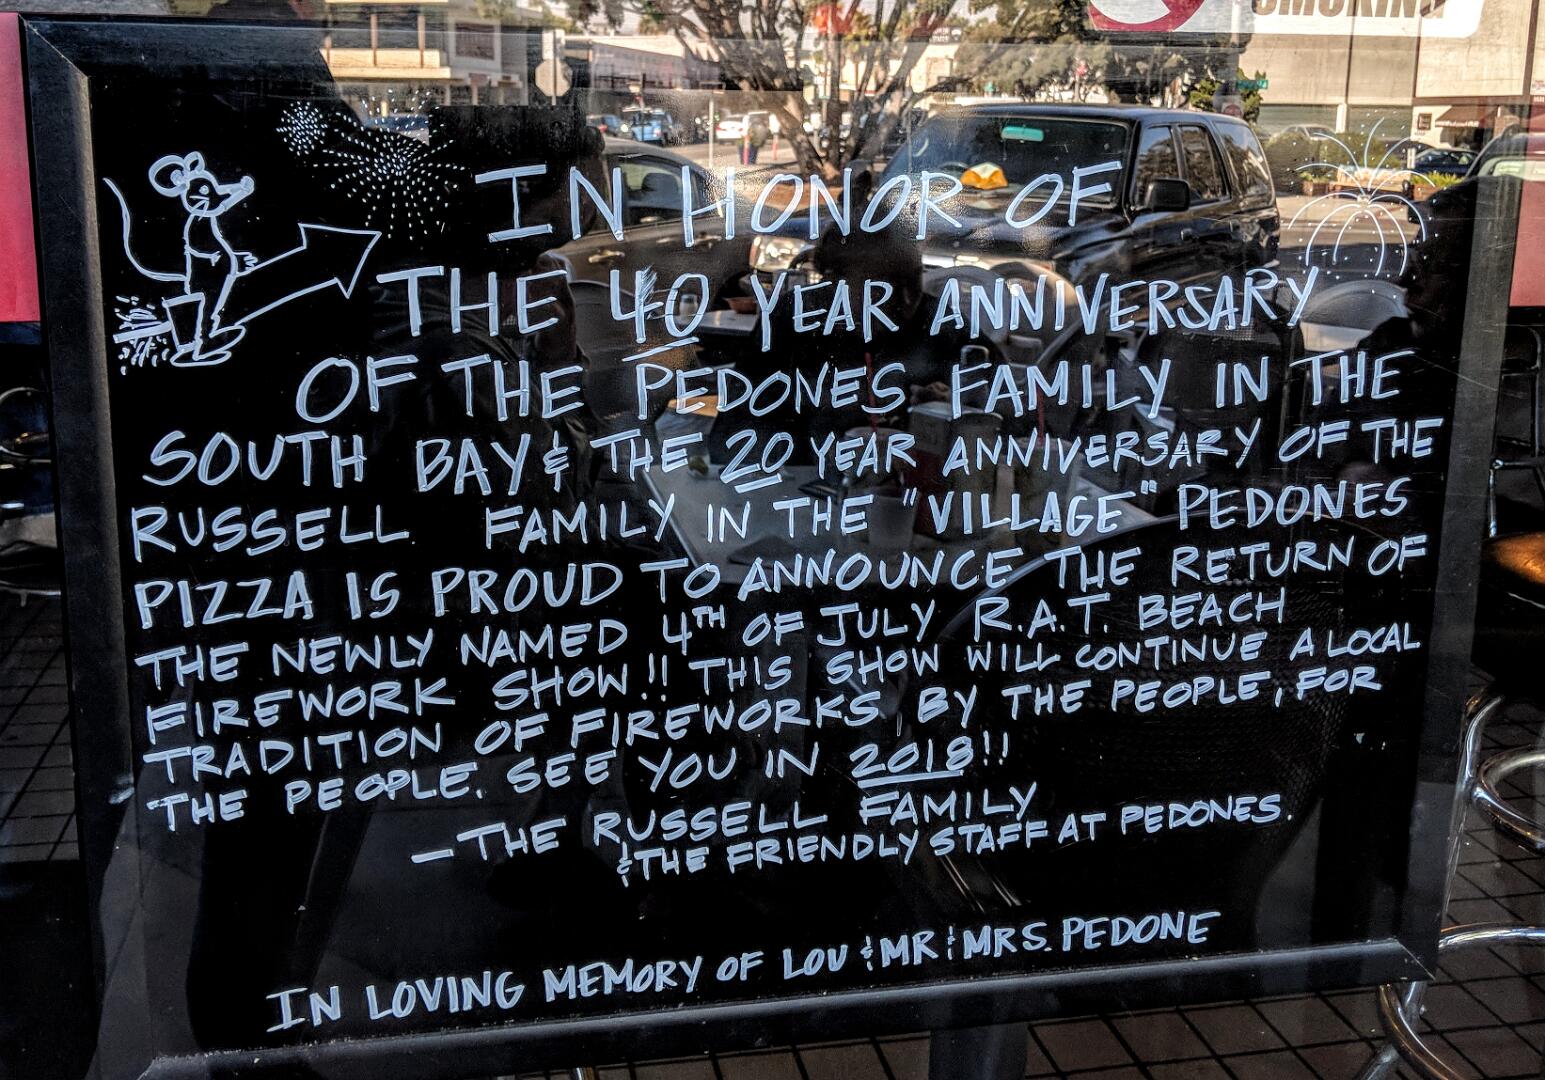 IN HONOR OF
THE 40 YEAR ANNIVERSARY
OF THE PEDONES FAMILY IN THE
SOUTH BAY & THE 20 YEAR ANNIVERSARY OF THE
RUSSELL FAMILY IN THE "VILLAGE" PEDONES
PIZZA IS PROUD TO ANNOUNCE THE RETURN OF
THE NEWLY NAMED 4TH OF JULY R.A.T. BEACH
FIREWORK SHOW!! THIS SHOW WILL CONTINUE A LOCAL
TRADITION OF FIREWORKS BY THE PEOPLE, FOR
THE PEOPLE. SEE YOU IN 2018!!
— THE RUSSELL FAMILY
& THE FRIENDLY STAFF AT PEDONES.
IN LOVING MEMORY OF LOU & MR & MRS. PEDONE